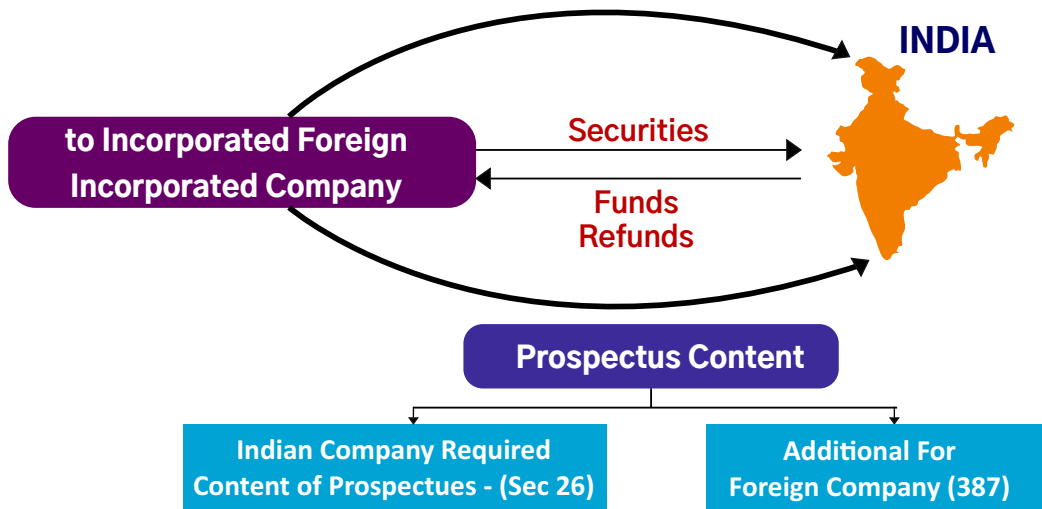 INDIA
to Incorporated Foreign
Incorporated Company
Securities
Funds
Refunds
Prospectus Content
Indian Company Required
Content of Prospectues - (Sec 26)
Additional For
Foreign Company (387)